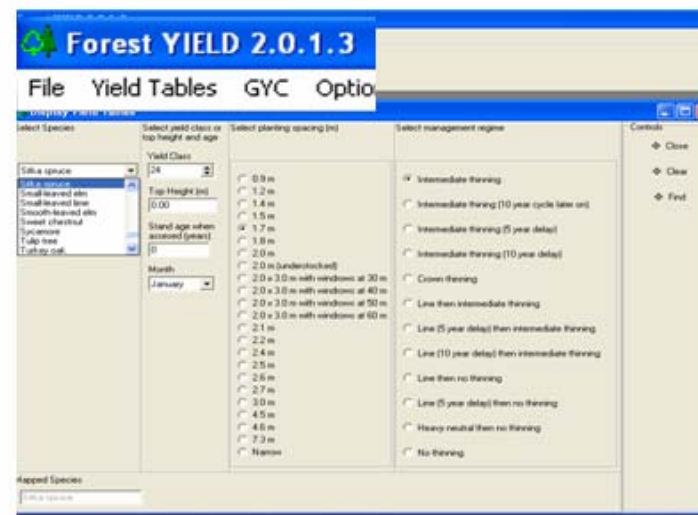 Forest YIELD 2.0.1.3
File Yield Tables GYC Optio
Display Yield Tables
Select Species
Sitka spruce
Sitka spruce
Small-leaved elm
Small-leaved lime
Smooth-leaved elm
Sweet chestnut
Sycamore
Tulip tree
Turkey oak
Select yield class or
top height and age
Yield Class
24
Top Height (m)
0.00
Stand age when
assessed (years)
0
Month
January
Select planting spacing (m)
0.9 m
1.2 m
1.4 m
1.5 m
1.7 m
1.8 m
2.0 m
2.0 m (understocked)
2.0 x 3.0 m with windrows at 30 m
2.0 x 3.0 m with windrows at 40 m
2.0 x 3.0 m with windrows at 50 m
2.0 x 3.0 m with windrows at 60 m
2.1 m
2.2 m
2.4 m
2.5 m
2.6 m
2.7 m
3.0 m
4.5 m
4.6 m
7.3 m
Narrow
Select management regime
Intermediate thinning
Intermediate thining (10 year cycle later on)
Intermediate thinning (5 year delay)
Intermediate thinning (10 year delay)
Crown thinning
Line then intermediate thinning
Line (5 year delay) then intermediate thinning
Line (10 year delay) then intermediate thinning
Line then no thinning
Line (5 year delay) then no thinning
Heavy neutral then no thinning
No thinning
Controls
Close
Clear
Find
Mapped Species
Sitka spruce